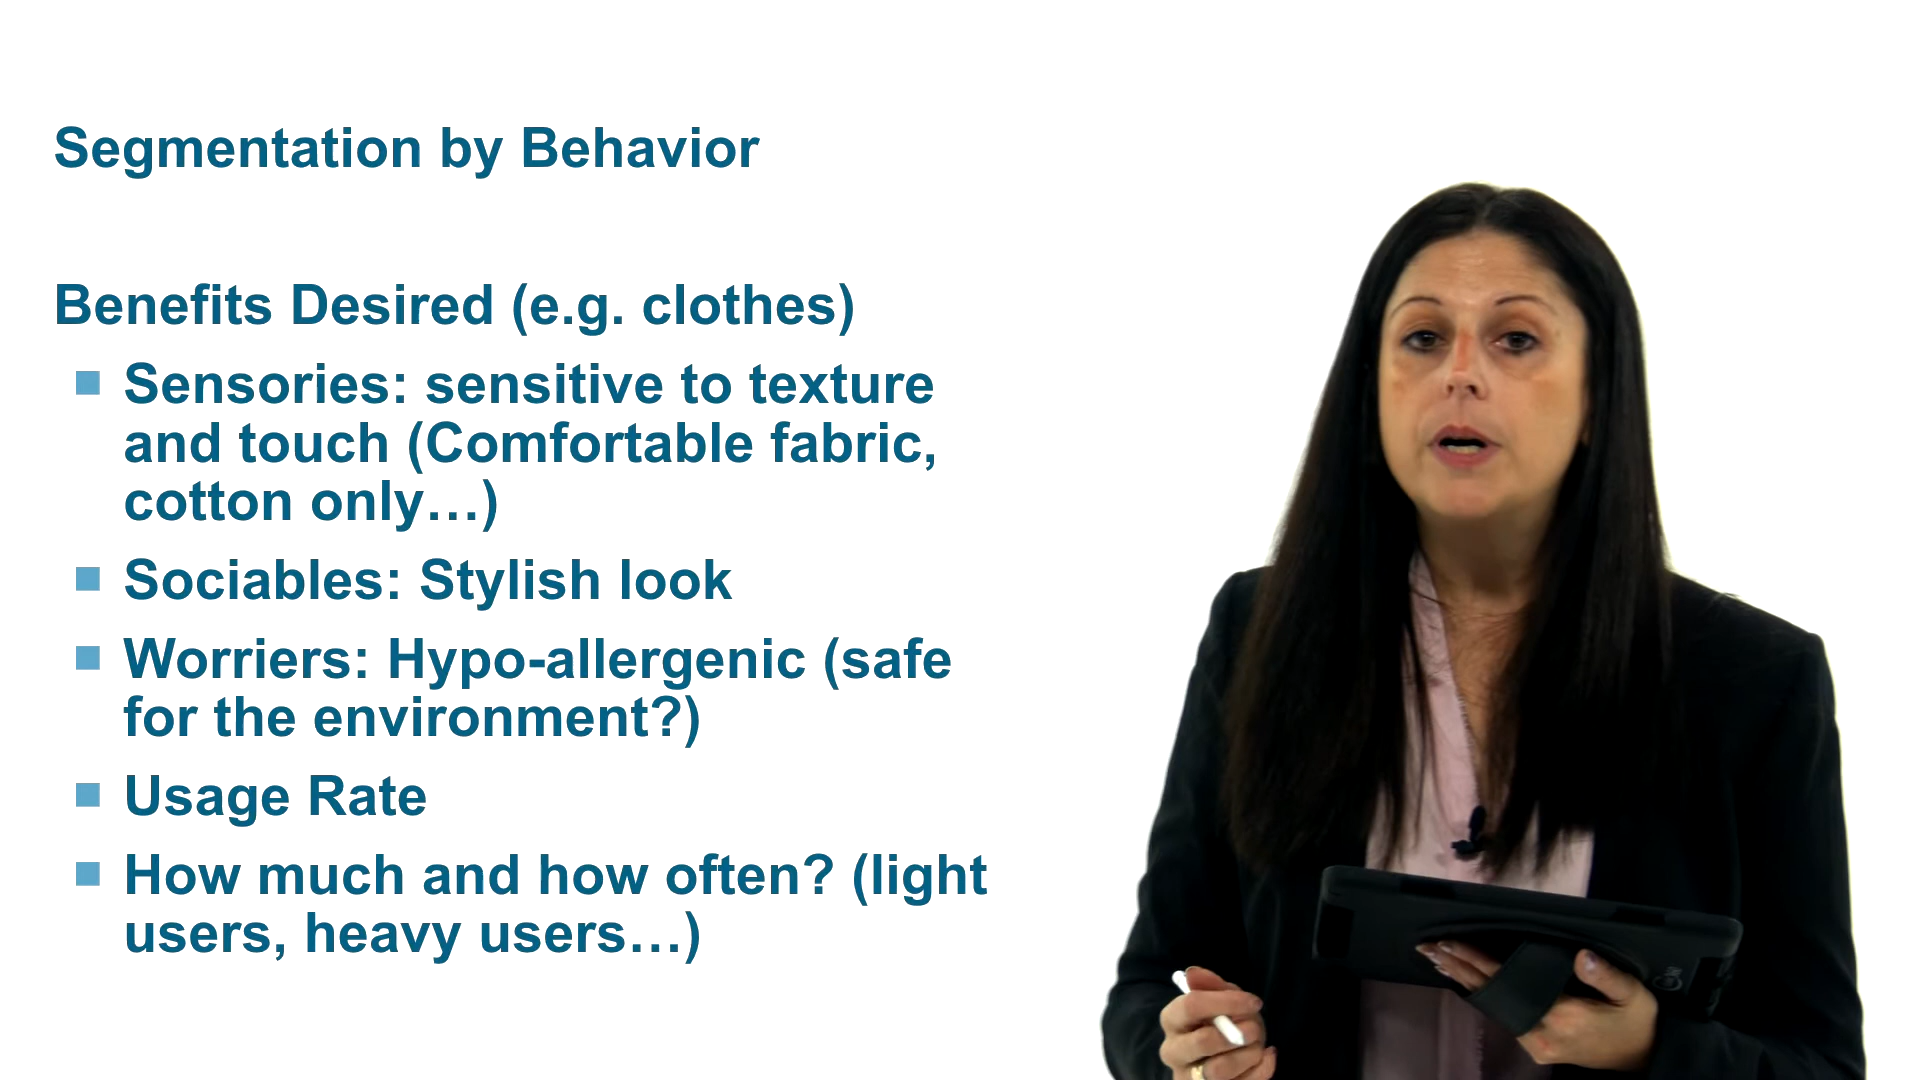 Segmentation by Behavior
Benefits Desired (e.g. clothes)
Sensories: sensitive to texture
and touch (Comfortable fabric,
cotton only…)
Sociables: Stylish look
Worriers: Hypo-allergenic (safe
for the environment?)
Usage Rate
How much and how often? (light
users, heavy users…)